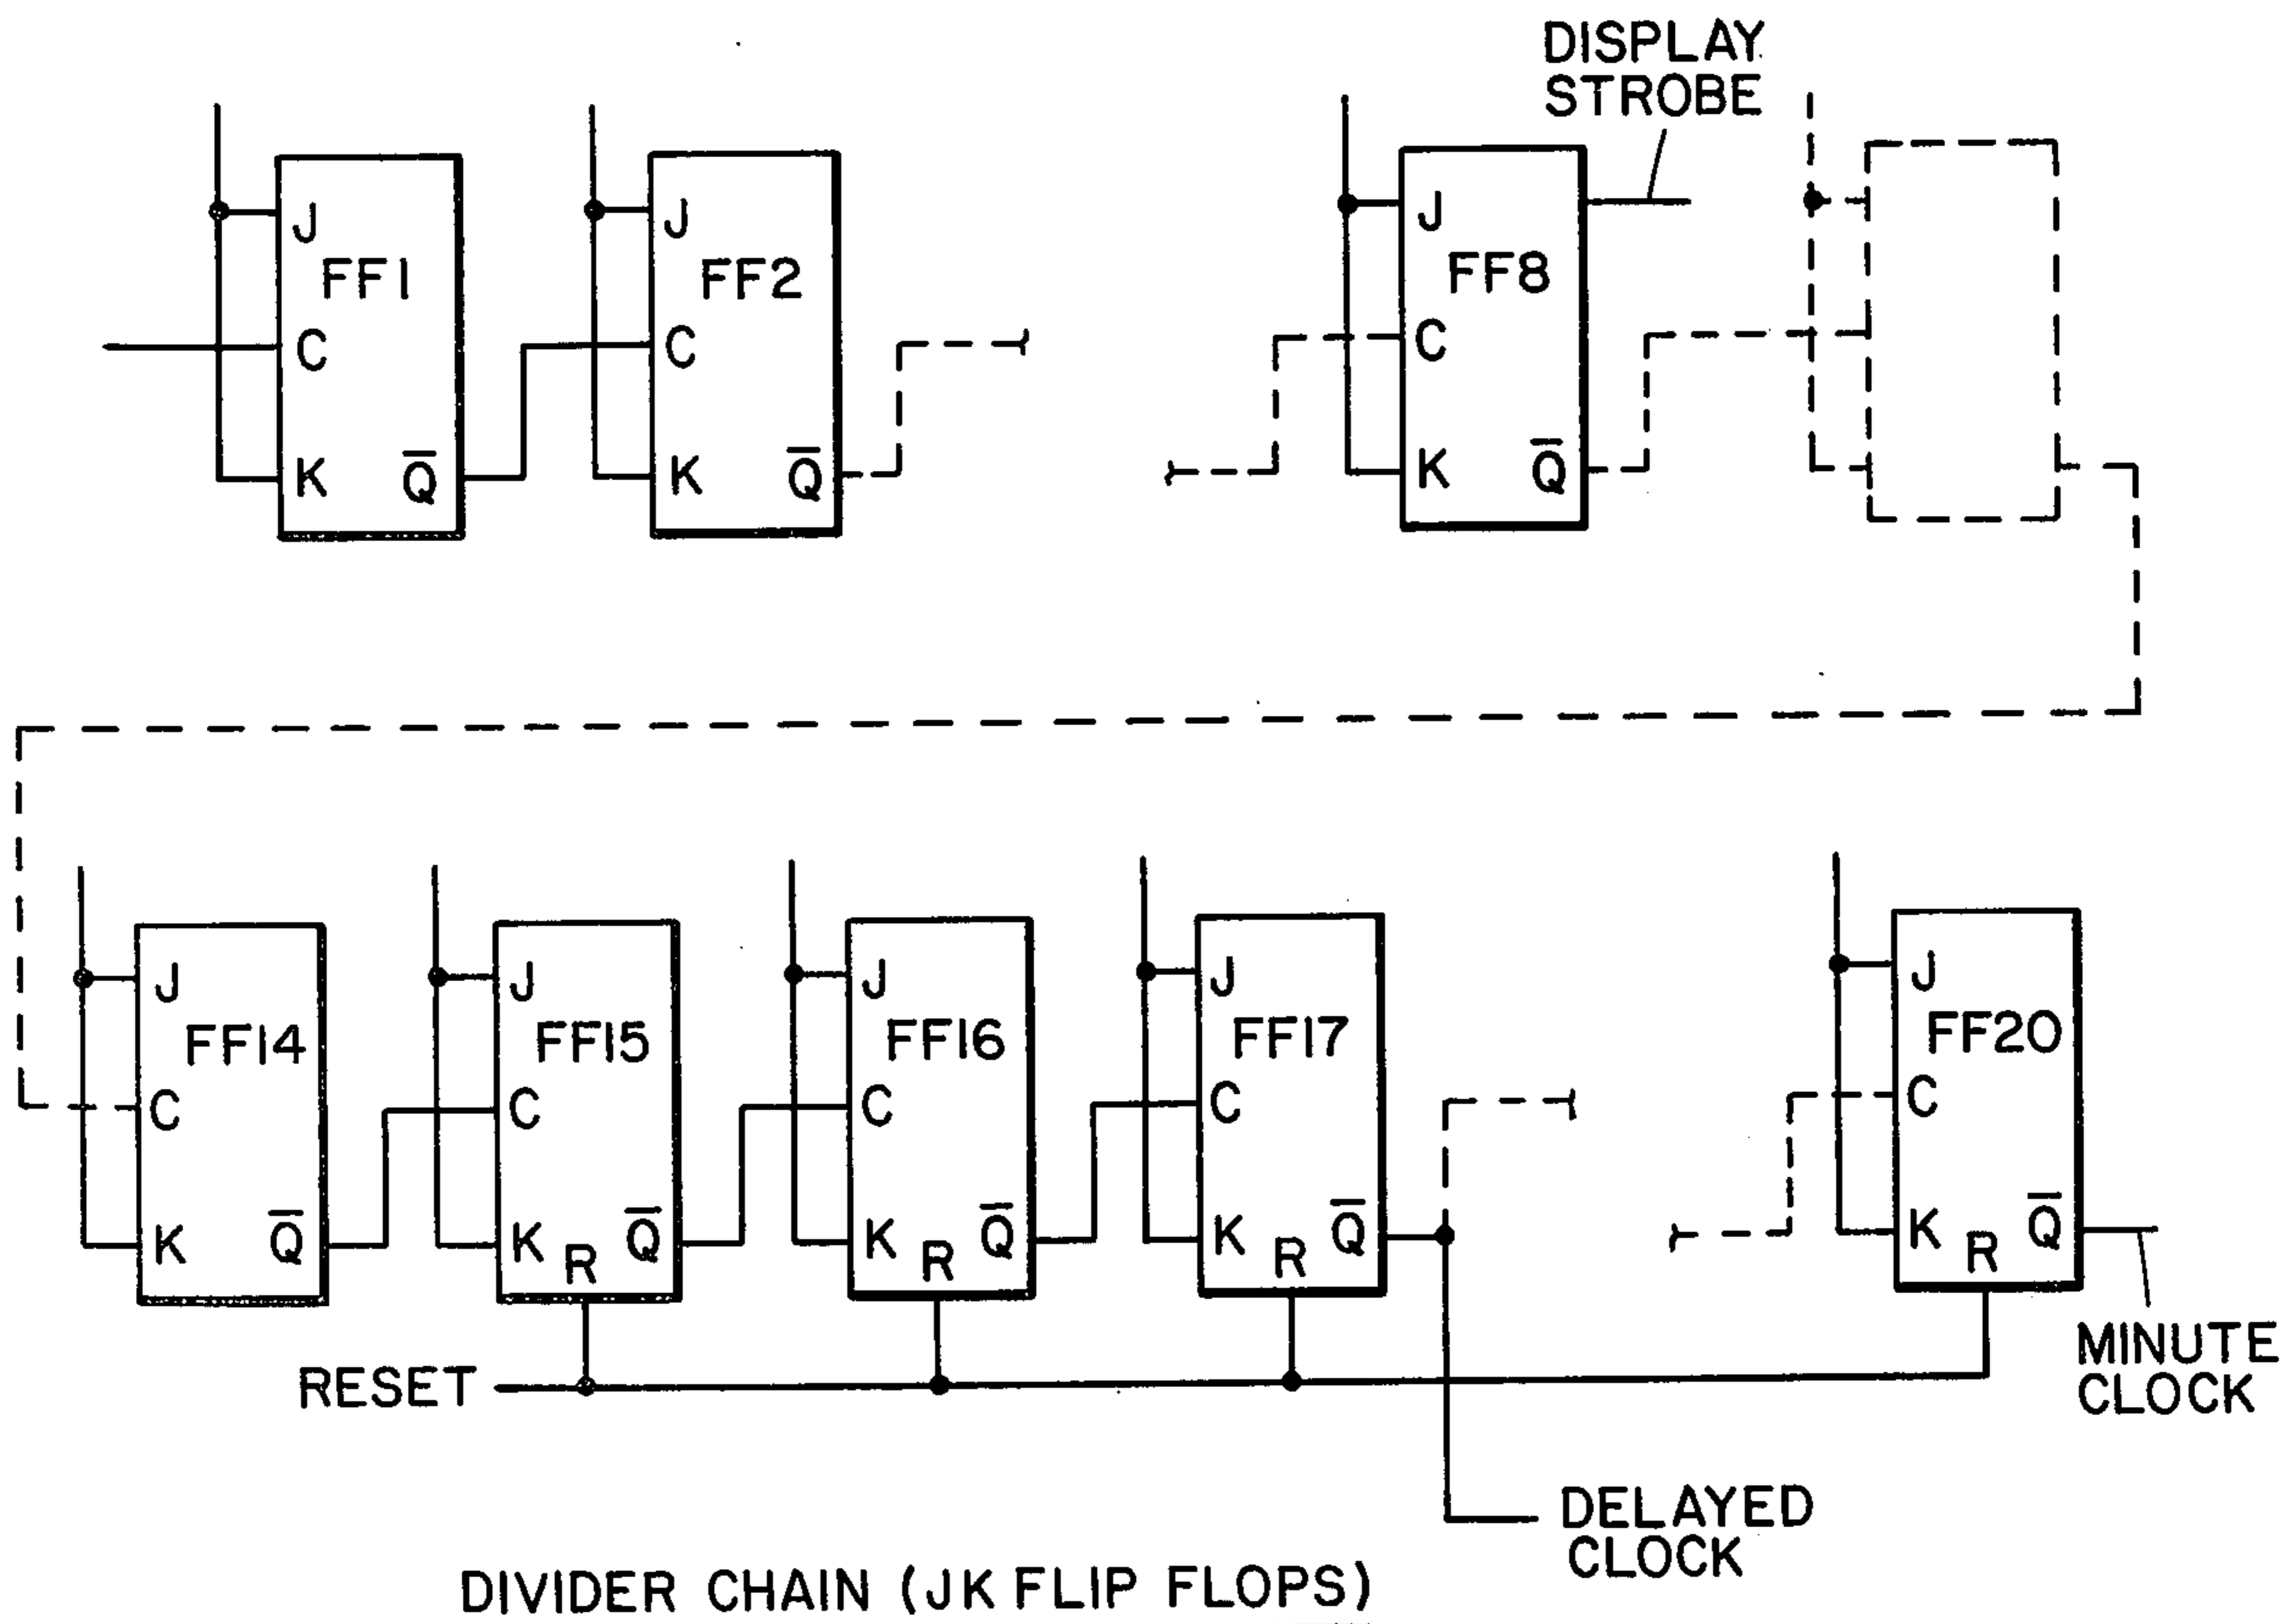 DISPLAY
STROBE
J
FF1
C
K
Q̅
J
FF2
C
K
Q̅
J
FF8
C
K
Q̅
J
FF14
C
K
Q̅
J
FF15
C
K
R
Q̅
J
FF16
C
K
R
Q̅
J
FF17
C
K
R
Q̅
J
FF20
C
K
R
Q̅
RESET
MINUTE
CLOCK
DELAYED
CLOCK
DIVIDER CHAIN (JK FLIP FLOPS)